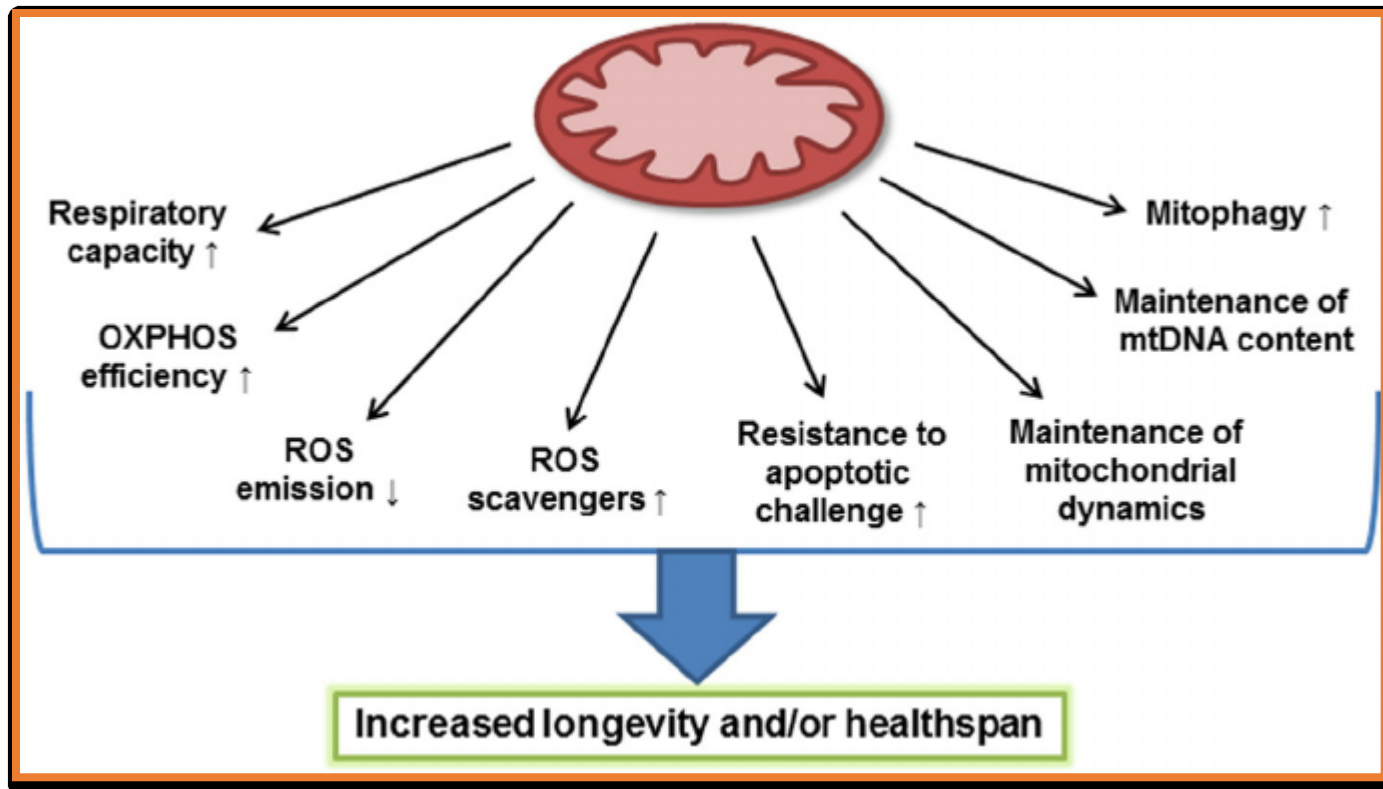 Respiratory
capacity ↑
OXPHOS
efficiency ↑
ROS
emission ↓
ROS
scavengers ↑
Resistance to
apoptotic
challenge ↑
Maintenance of
mitochondrial
dynamics
Maintenance of
mtDNA content
Mitophagy ↑
Increased longevity and/or healthspan